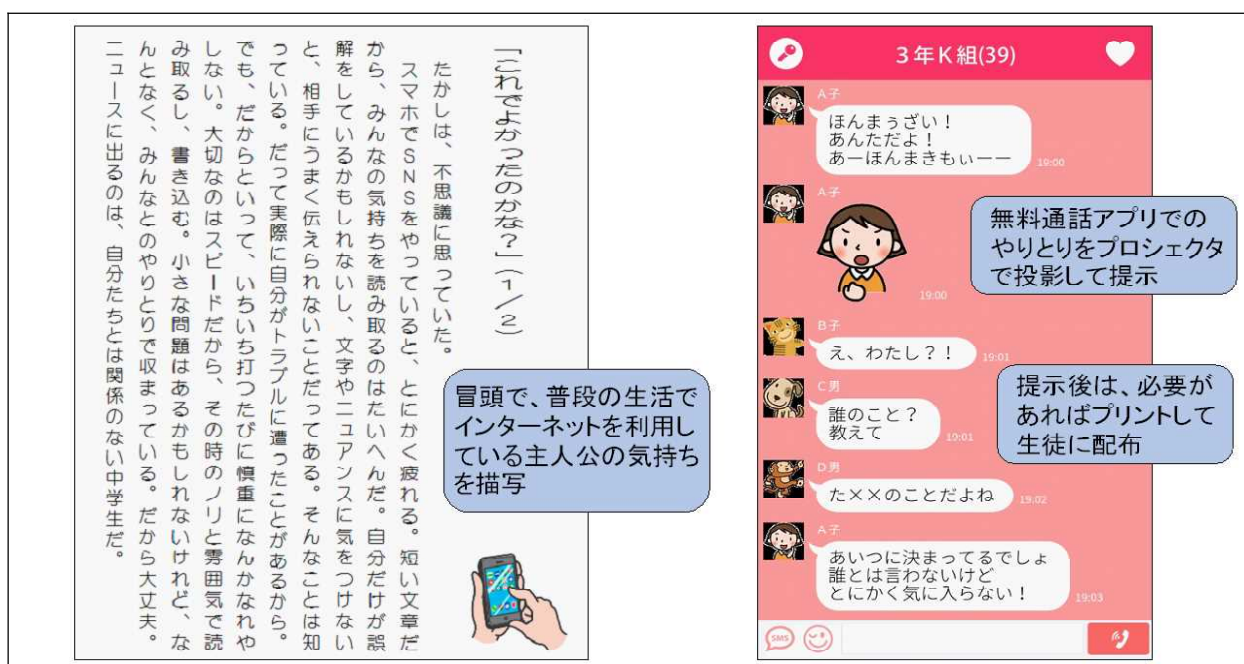 「これでよかったのかな？」（1／2）
たかしは、不思議に思っていた。
スマホでＳＮＳをやっていると、とにかく疲れる。短い文章だ
から、みんなの気持ちを読み取るのはたいへんだ。自分だけが誤
解をしているかもしれないし、文字やニュアンスに気をつけない
と、相手にうまく伝えられないことだってある。そんなことは知
っている。だって実際に自分がトラブルに遭ったことがあるから。
でも、だからといって、いちいち打つたびに慎重になんかなれや
しない。大切なのはスピードだから、その時のノリと雰囲気で読
み取るし、書き込む。小さな問題はあるかもしれないけれど、な
んとなく、みんなとのやりとりで収まっている。だから大丈夫。
ニュースに出るのは、自分たちとは関係のない中学生だ。
冒頭で、普段の生活で
インターネットを利用し
ている主人公の気持ち
を描写
３年Ｋ組(39)
A子
ほんまぅざい！
あんただよ！
あーほんまきもぃーー
19:00
A子
19:00
無料通話アプリでの
やりとりをプロシェクタ
で投影して提示
B子
え、わたし？！
19:01
C男
誰のこと？
教えて
19:01
提示後は、必要が
あればプリントして
生徒に配布
D男
た××のことだよね
19:02
A子
あいつに決まってるでしょ
誰とは言わないけど
とにかく気に入らない！
19:03
SMS